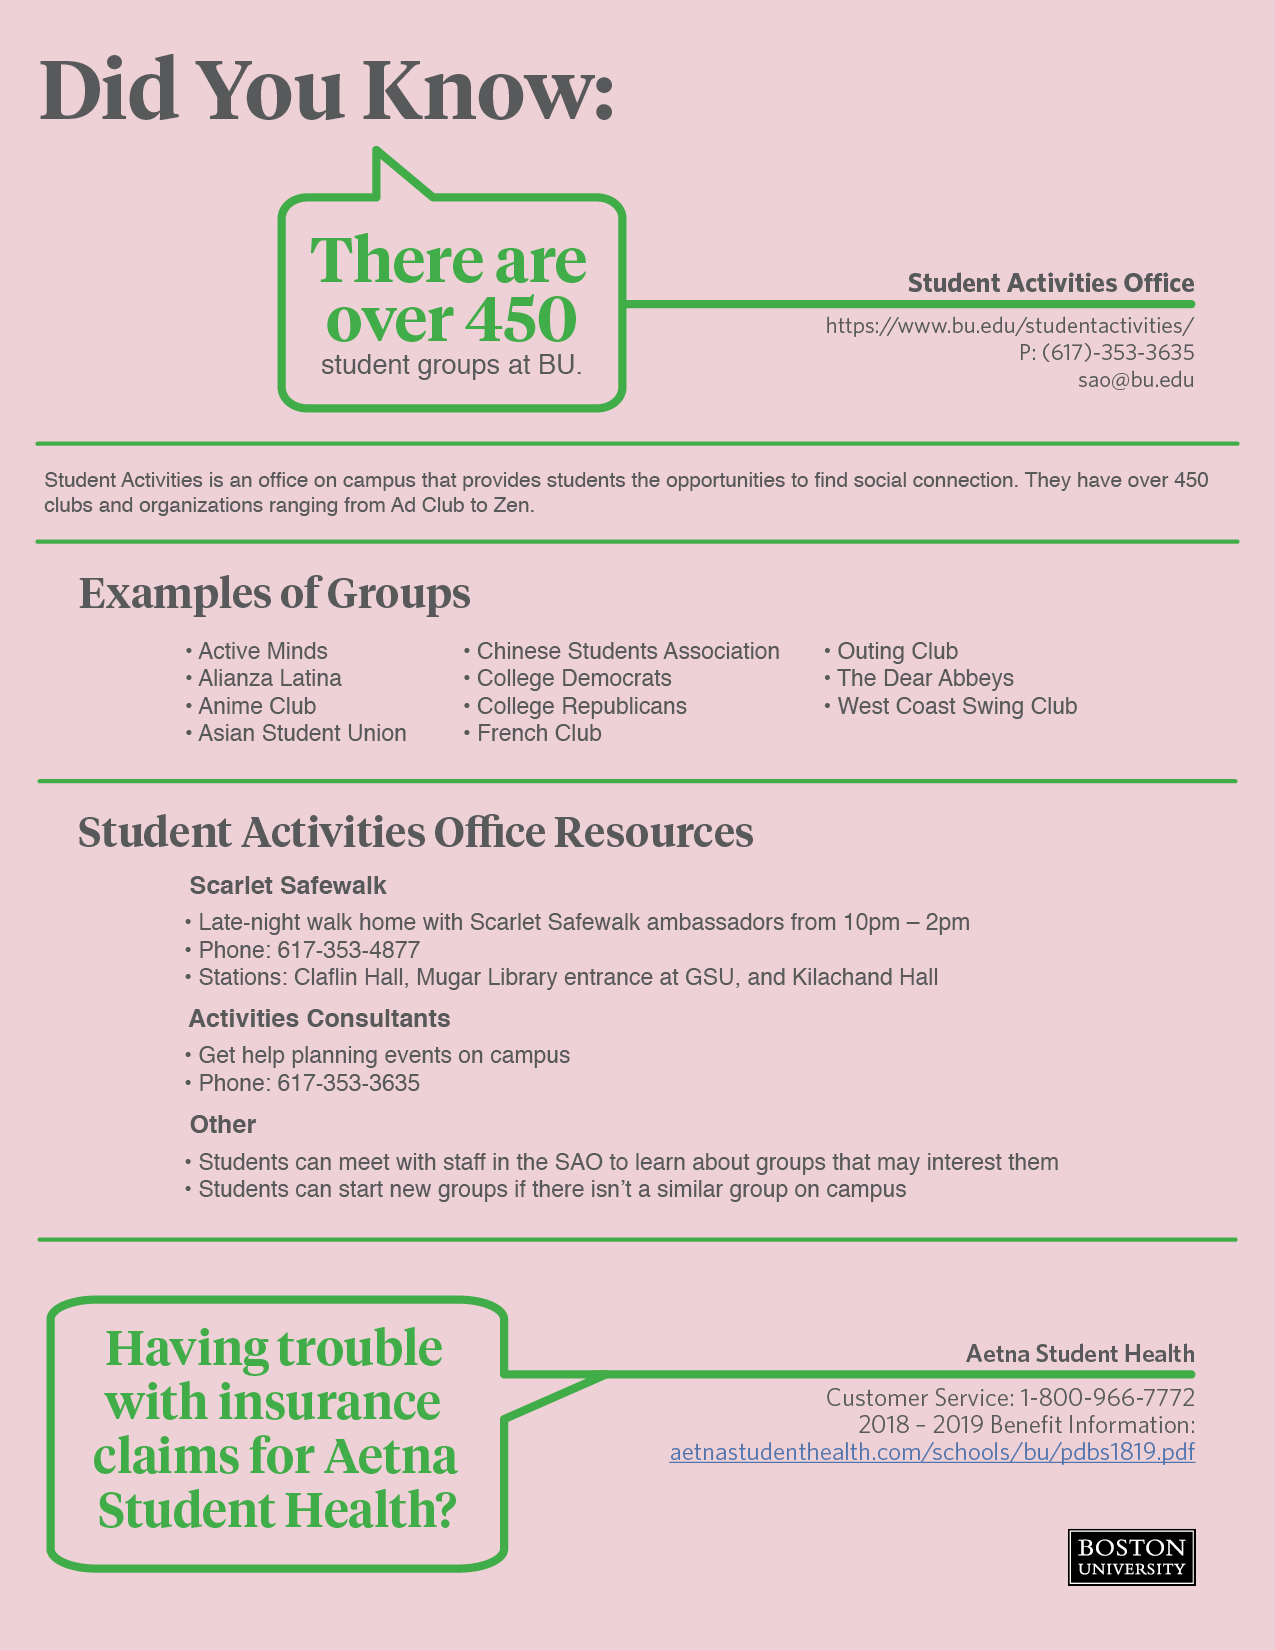 Did You Know:
There are
over 450
student groups at BU.
Student Activities Office
https://www.bu.edu/studentactivities/
P: (617)-353-3635
sao@bu.edu
Student Activities is an office on campus that provides students the opportunities to find social connection. They have over 450
clubs and organizations ranging from Ad Club to Zen.
Examples of Groups
• Active Minds
• Alianza Latina
• Anime Club
• Asian Student Union
• Chinese Students Association
• College Democrats
• College Republicans
• French Club
• Outing Club
• The Dear Abbeys
• West Coast Swing Club
Student Activities Office Resources
Scarlet Safewalk
• Late-night walk home with Scarlet Safewalk ambassadors from 10pm – 2pm
• Phone: 617-353-4877
• Stations: Claflin Hall, Mugar Library entrance at GSU, and Kilachand Hall
Activities Consultants
• Get help planning events on campus
• Phone: 617-353-3635
Other
• Students can meet with staff in the SAO to learn about groups that may interest them
• Students can start new groups if there isn’t a similar group on campus
Having trouble
with insurance
claims for Aetna
Student Health?
Aetna Student Health
Customer Service: 1-800-966-7772
2018 – 2019 Benefit Information:
aetnastudenthealth.com/schools/bu/pdbs1819.pdf
BOSTON
UNIVERSITY